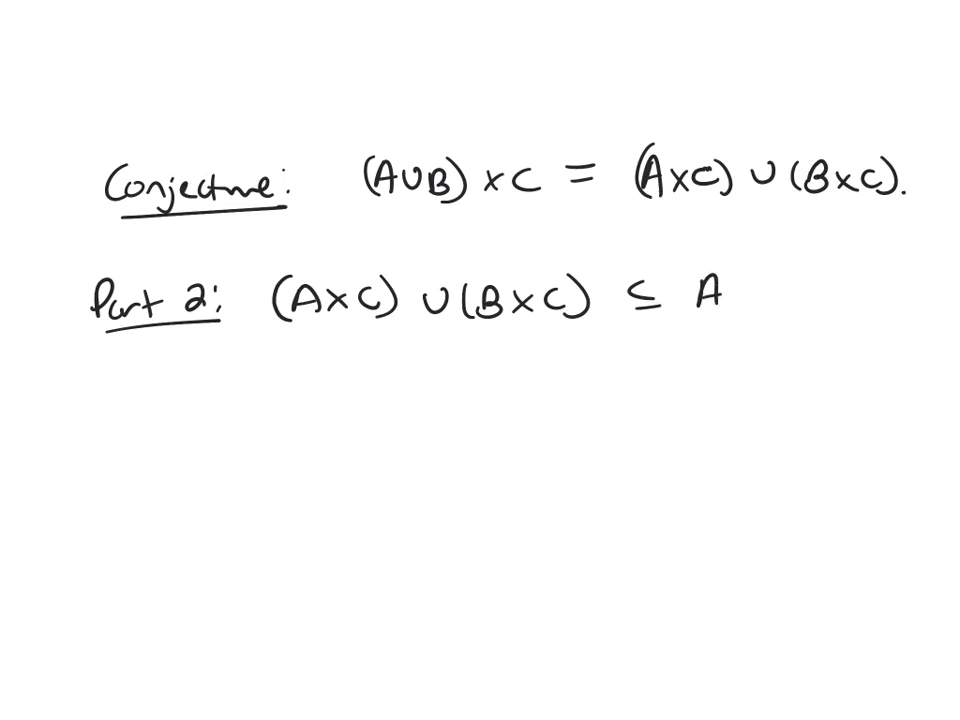 Conjecture: (A∪B) × C = (A×C) ∪ (B×C).
Part 2: (A×C) ∪ (B×C) ⊆ A